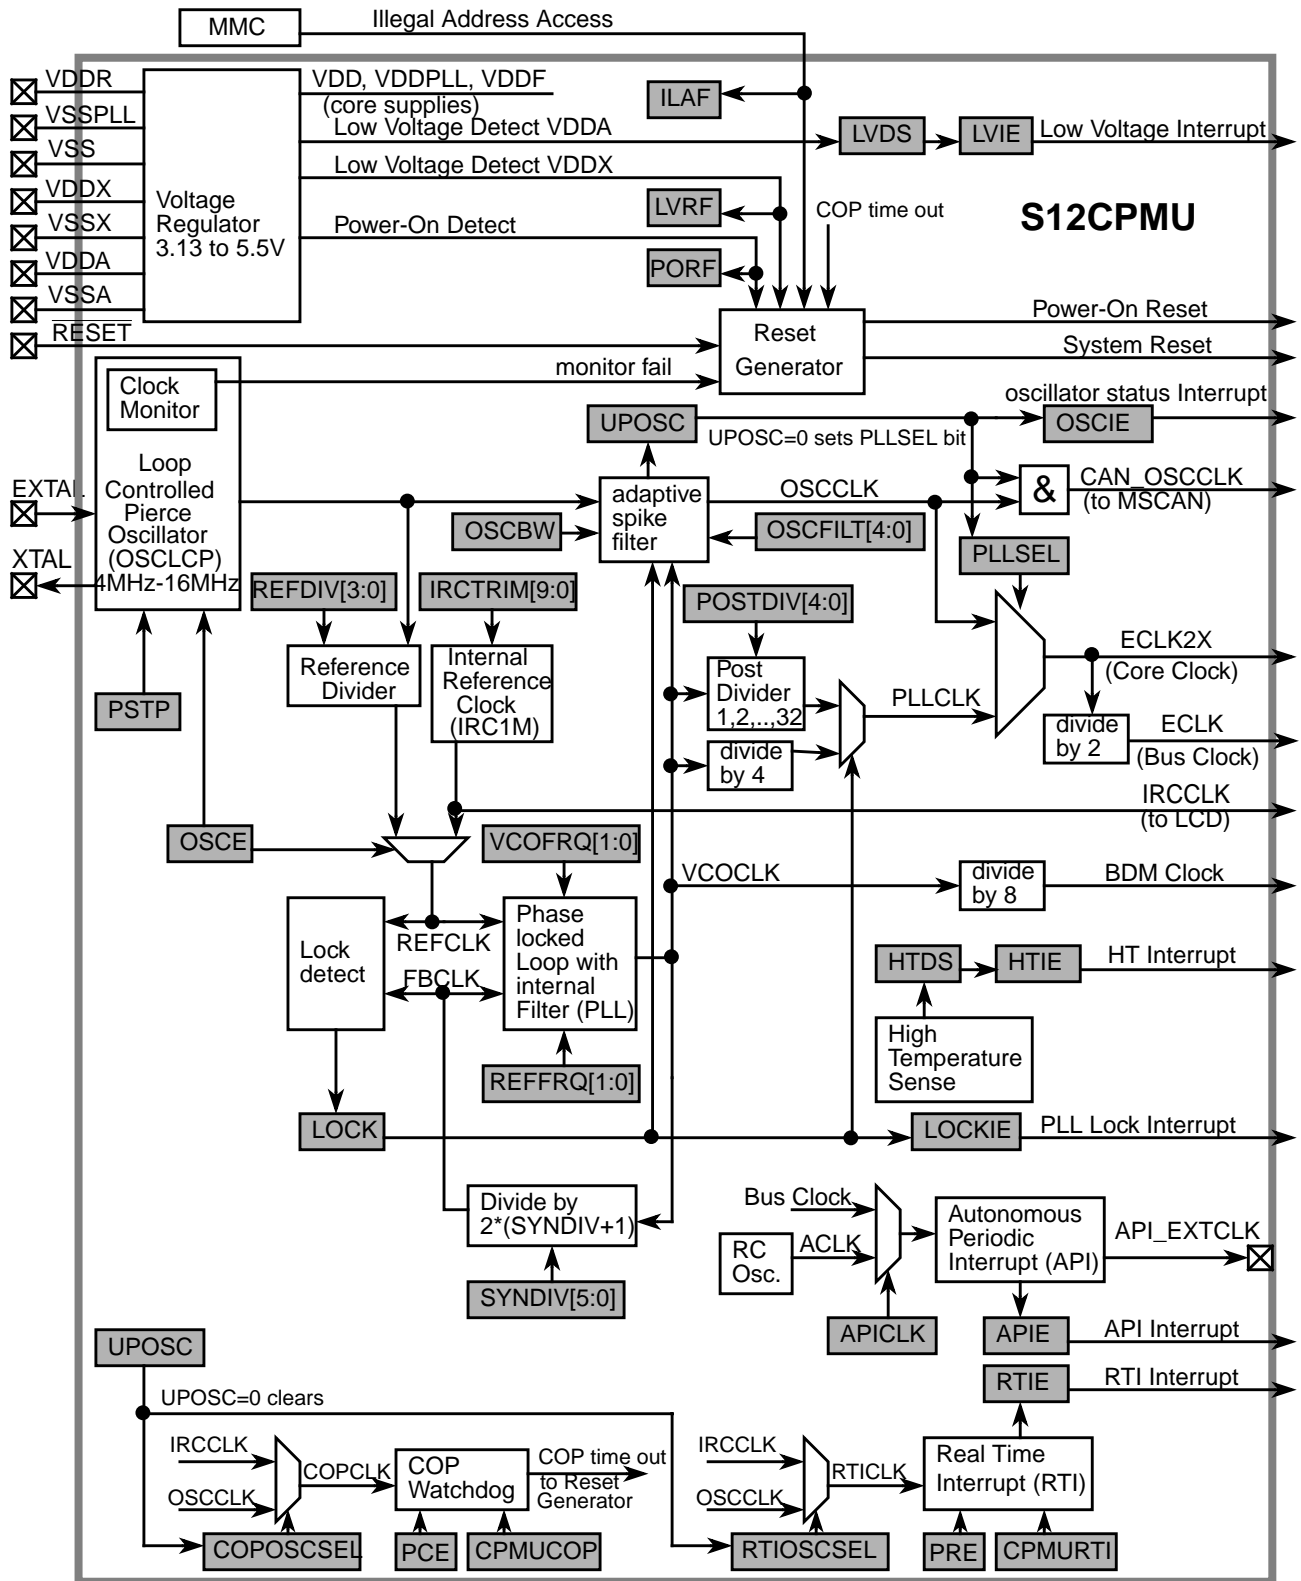 MMC
Illegal Address Access
VDDR
VSSPLL
VSS
VDDX
VSSX
VDDA
VSSA
RESET
Voltage
Regulator
3.13 to 5.5V
VDD, VDDPLL, VDDF
(core supplies)
Low Voltage Detect VDDA
Low Voltage Detect VDDX
Power-On Detect
ILAF
LVRF
PORF
LVDS
LVIE
Low Voltage Interrupt
COP time out
S12CPMU
Reset
Generator
Power-On Reset
System Reset
monitor fail
Clock
Monitor
Loop
Controlled
Pierce
Oscillator
(OSCLCP)
4MHz-16MHz
EXTAL
XTAL
UPOSC
UPOSC=0 sets PLLSEL bit
oscillator status Interrupt
OSCIE
adaptive
spike
filter
OSCCLK
OSCBW
OSCFILT[4:0]
&
CAN_OSCCLK
(to MSCAN)
PLLSEL
REFDIV[3:0]
IRCTRIM[9:0]
POSTDIV[4:0]
Reference
Divider
Internal
Reference
Clock
(IRC1M)
Post
Divider
1,2,..,32
divide
by 4
PLLCLK
ECLK2X
(Core Clock)
divide
by 2
ECLK
(Bus Clock)
IRCCLK
(to LCD)
PSTP
OSCE
VCOFRQ[1:0]
VCOCLK
divide
by 8
BDM Clock
Lock
detect
REFCLK
FBCLK
Phase
locked
Loop with
internal
Filter (PLL)
REFFRQ[1:0]
HTDS
HTIE
HT Interrupt
High
Temperature
Sense
LOCK
LOCKIE
PLL Lock Interrupt
Divide by
2*(SYNDIV+1)
SYNDIV[5:0]
Bus Clock
RC
Osc.
ACLK
Autonomous
Periodic
Interrupt (API)
API_EXTCLK
APICLK
APIE
API Interrupt
RTIE
RTI Interrupt
UPOSC
UPOSC=0 clears
IRCCLK
OSCCLK
COPCLK
COP
Watchdog
COP time out
to Reset
Generator
IRCCLK
OSCCLK
RTICLK
Real Time
Interrupt (RTI)
COPOSCSEL
PCE
CPMUCOP
RTIOSCSEL
PRE
CPMURTI